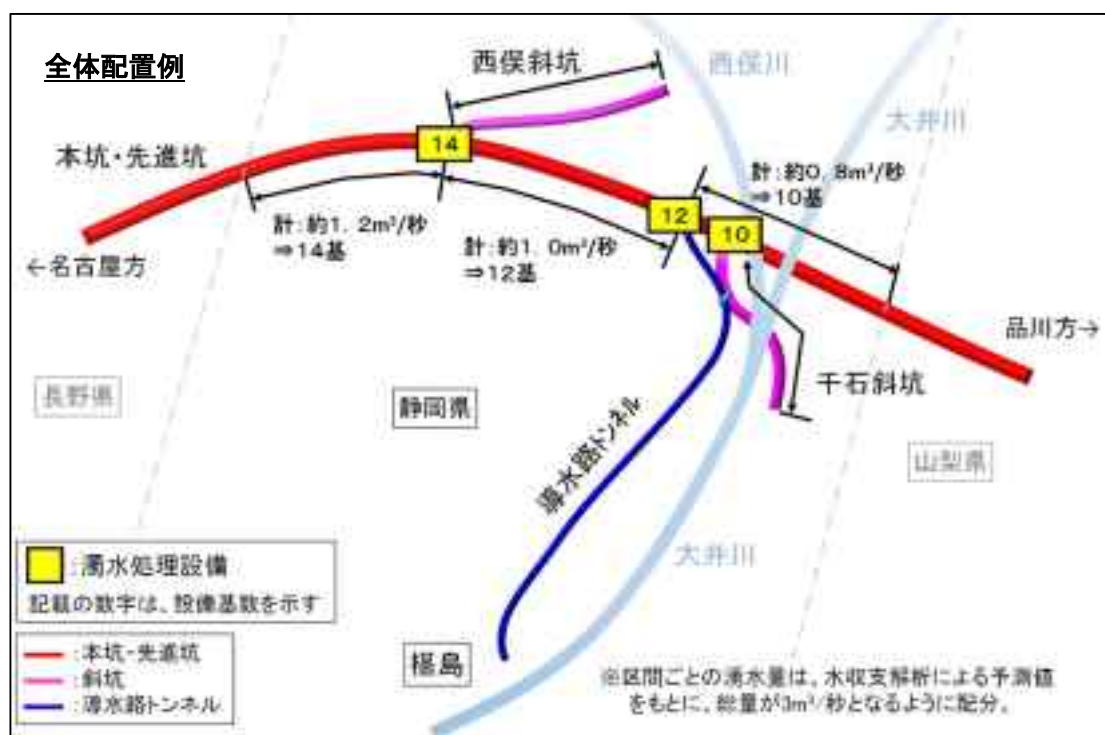 全体配置例
西俣斜坑
西俣川
大井川
14
本坑・先進坑
計：約0．8m³/秒
⇒10基
12
10
計：約1．2m³/秒
⇒14基
計：約1．0m³/秒
⇒12基
←名古屋方
品川方→
千石斜坑
長野県
静岡県
導水路トンネル
山梨県
大井川
：濁水処理設備
記載の数字は、設備基数を示す
：本坑・先進坑
：斜坑
：導水路トンネル
椹島
※区間ごとの湧水量は、水収支解析による予測値
をもとに、総量が3m³/秒となるように配分。